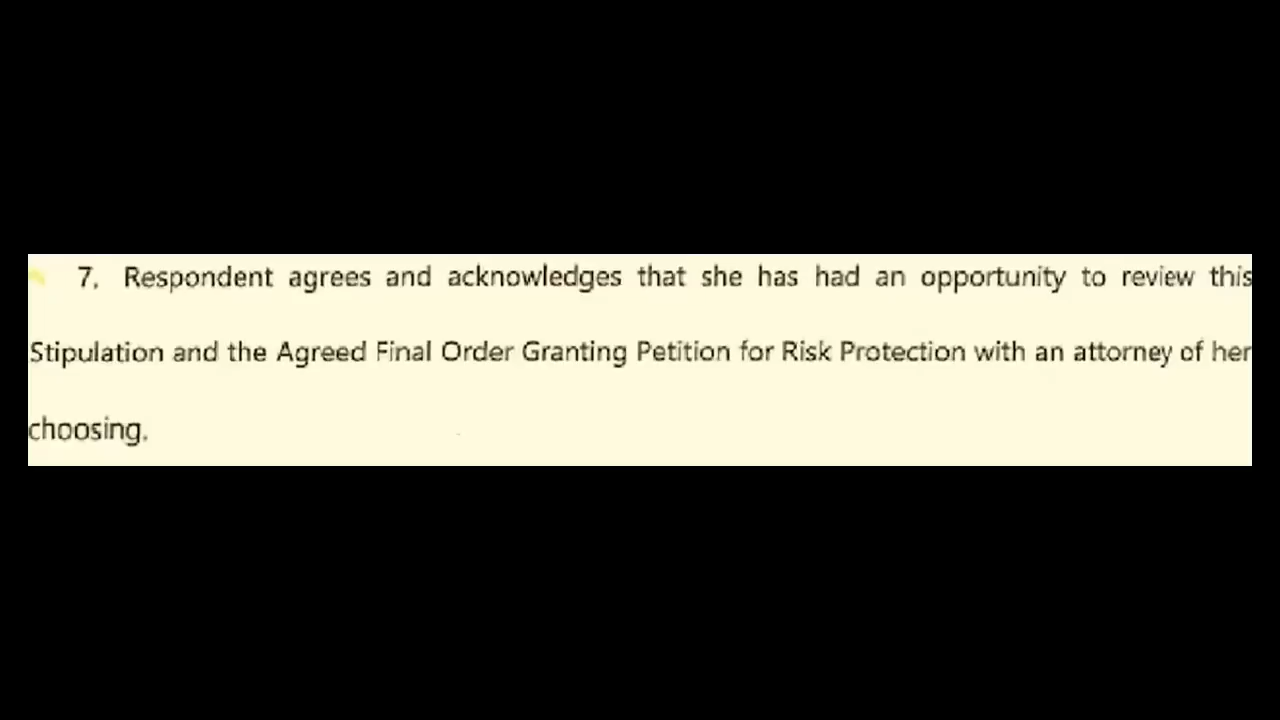 7. Respondent agrees and acknowledges that she has had an opportunity to review this
Stipulation and the Agreed Final Order Granting Petition for Risk Protection with an attorney of her
choosing.